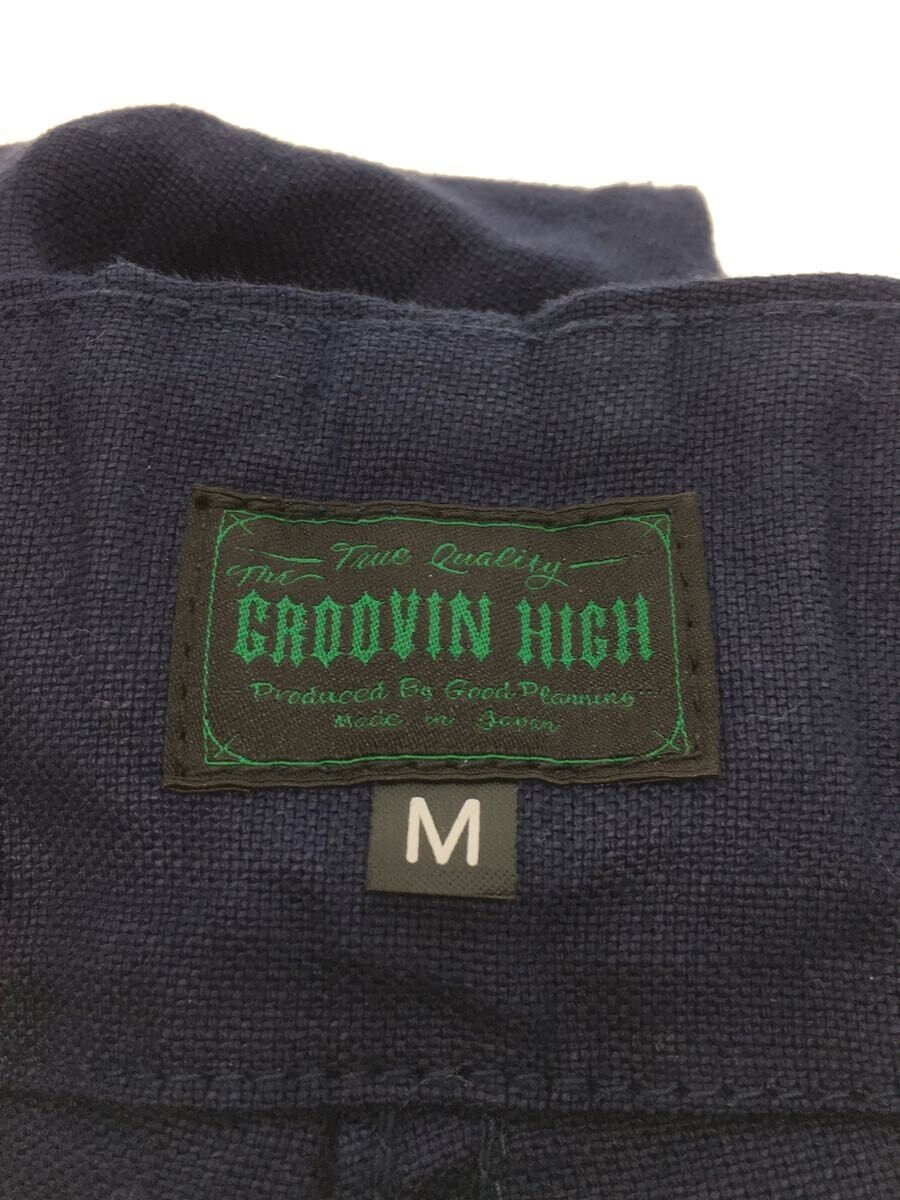 True Quality
The
GROOVIN HIGH
Produced By Good Planning
Made in Japan
M